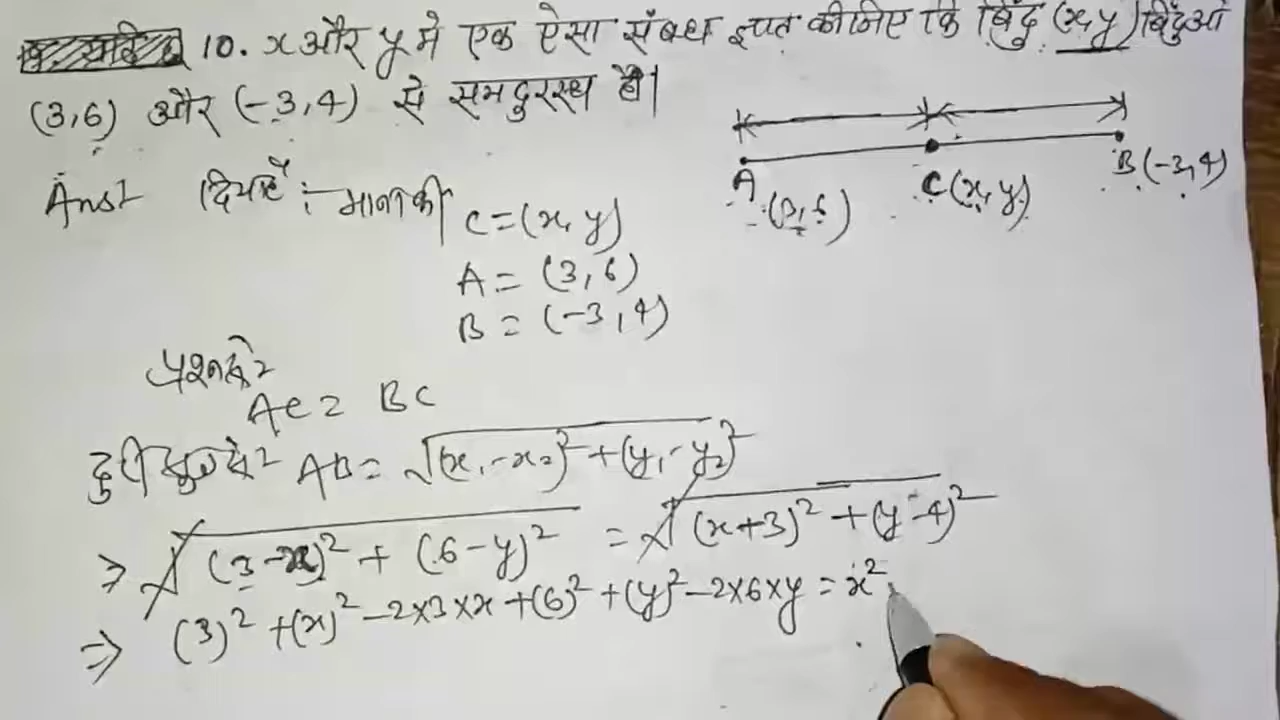 10. x और y मे एक ऐसा संबंध ज्ञात कीजिए कि बिंदु (x,y) बिंदुओ
(3,6) और (-3,4) से समदुरस्थ हो।
A (3,6) C(x,y) B(-3,4)
Ans: दिया है :- माना की C=(x, y)
A = (3,6)
B = (-3,4)
प्रश्न से
AC = BC
दुरी सूत्र से AB = √(x₁-x₂)² + (y₁-y₂)²
⇒ √(3-x)² + (6-y)² = √(x+3)² + (y-4)²
⇒ (3)² + (x)² - 2×3×x + (6)² + (y)² - 2×6×y = x²